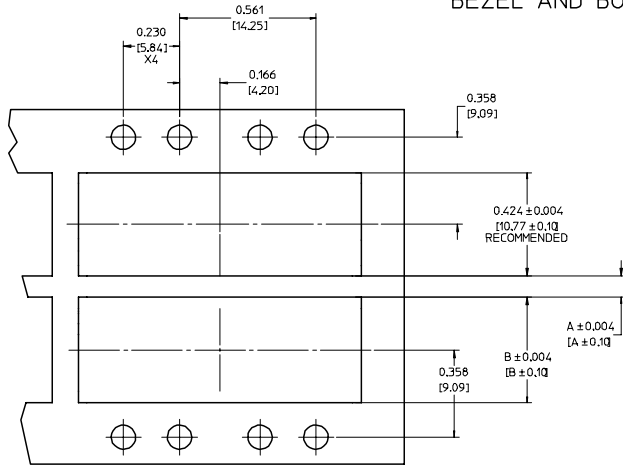 BEZEL AND BO
0.561
[14.25]
0.230
[5.84]
X4
0.166
[4.20]
0.358
[9.09]
0.424 ±0.004
[10.77 ±0.10]
RECOMMENDED
A ±0.004
[A ±0.10]
B ±0.004
[B ±0.10]
0.358
[9.09]